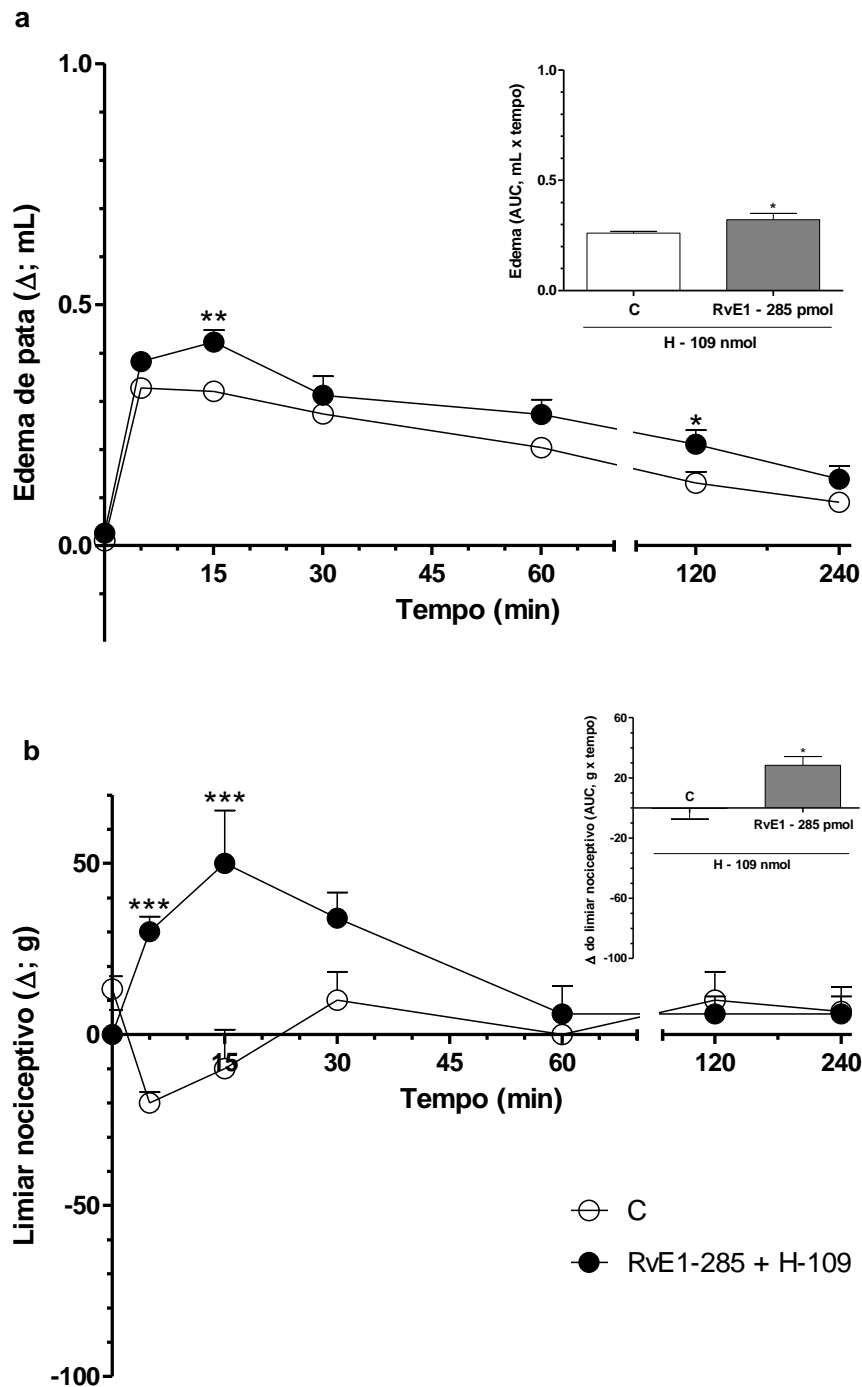 a
1.0
0.5
0.0
Edema de pata (Δ; mL)
**
*
15
30
45
60
120
240
Tempo (min)
1.0
0.5
0.0
Edema (AUC, mL x tempo)
*
C
RvE1 - 285 pmol
H - 109 nmol
b
50
0
-50
-100
Limiar nociceptivo (Δ; g)
***
***
15
30
45
60
120
240
Tempo (min)
60
20
-20
-60
-100
Δ do limiar nociceptivo (AUC, g x tempo)
C
*
RvE1 - 285 pmol
H - 109 nmol
C
RvE1-285 + H-109